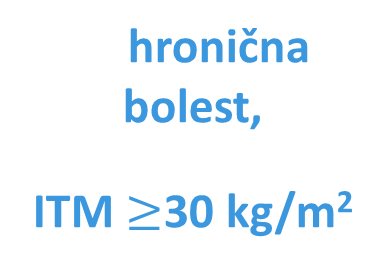 hronična
bolest,
ITM ≥30 kg/m²